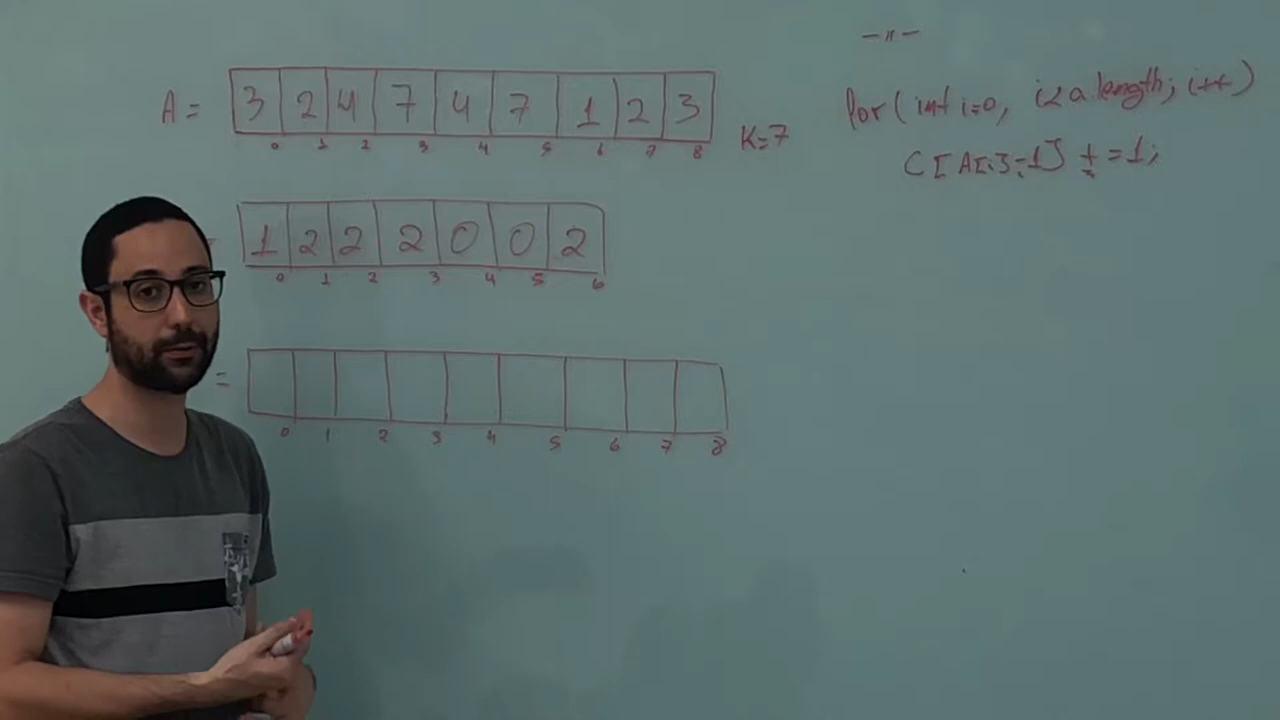 A= 3 2 4 7 4 7 1 2 3
0 1 2 3 4 5 6 7 8
K=7
1 2 2 2 0 0 2
0 1 2 3 4 5 6
=
0 1 2 3 4 5 6 7 8
-"-
for( int i=0, i<a.length; i++)
C[A[i]-1] += 1;